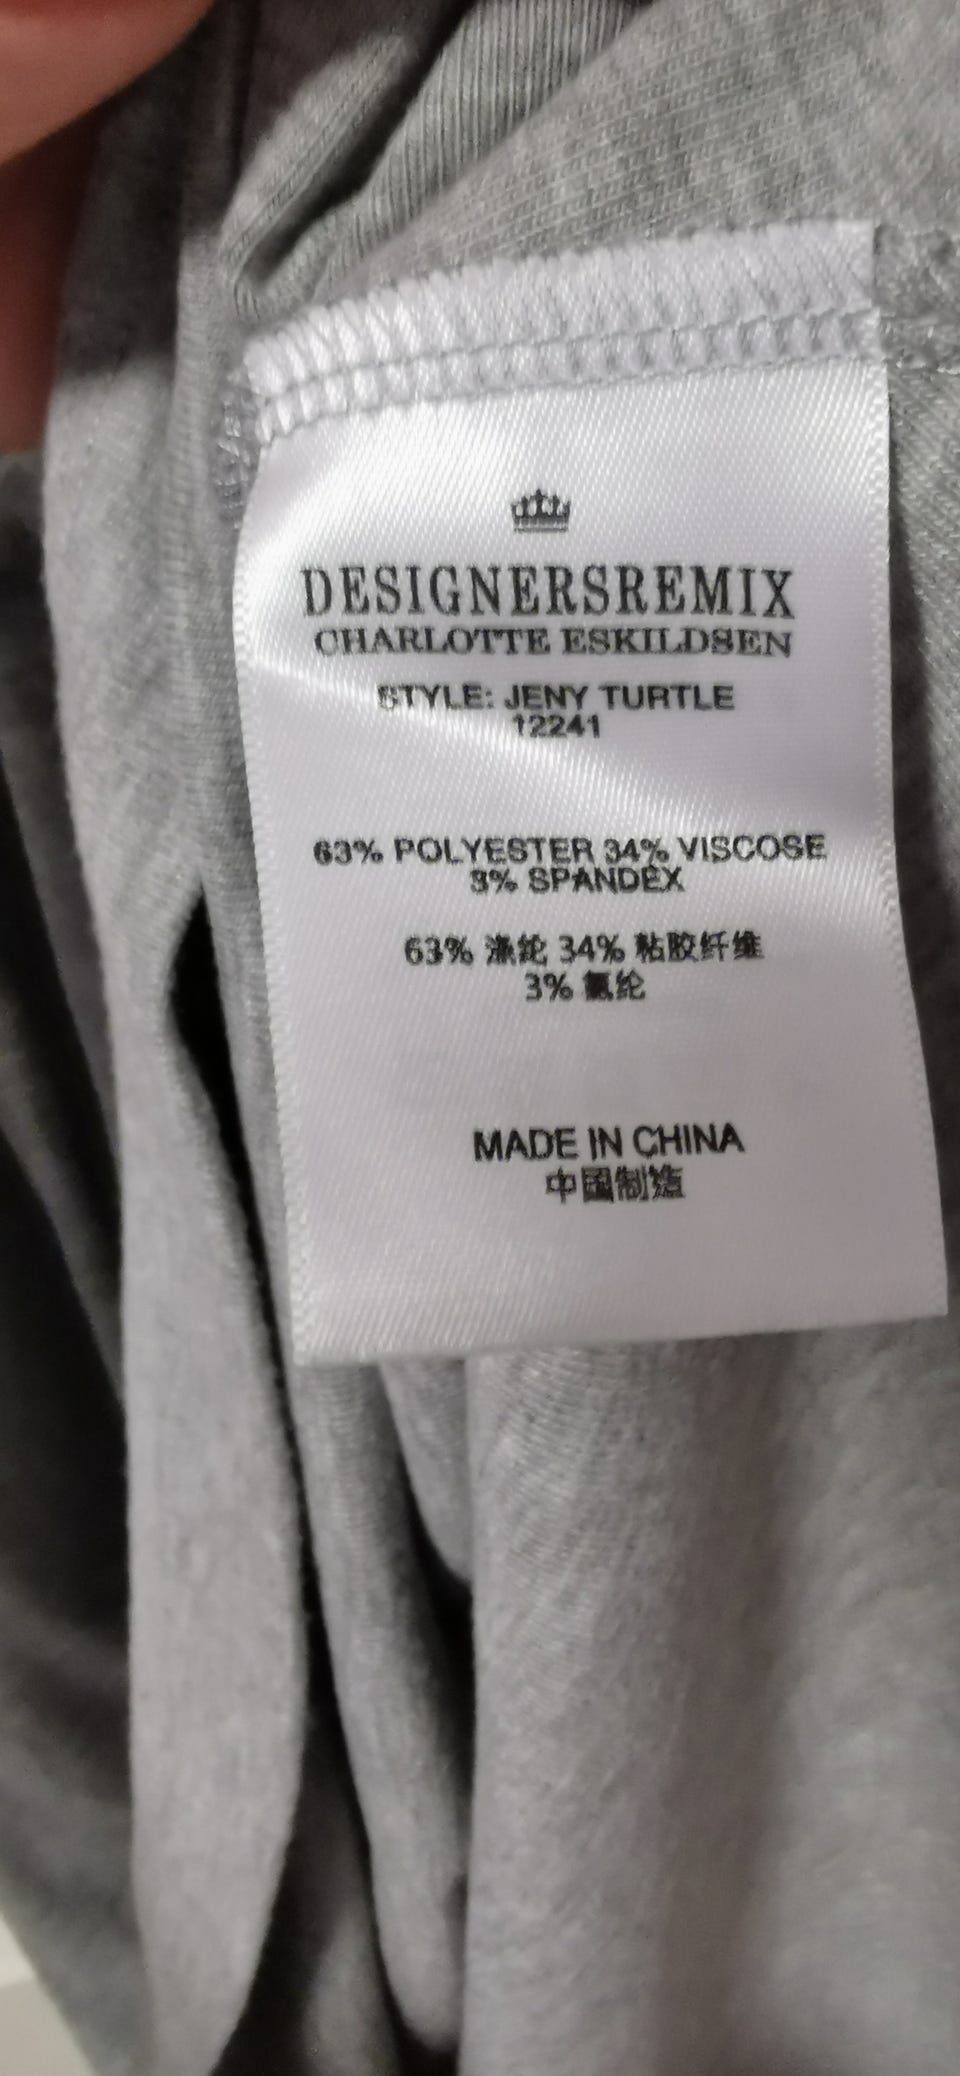 DESIGNERSREMIX
CHARLOTTE ESKILDSEN
STYLE: JENY TURTLE
12241
63% POLYESTER 34% VISCOSE
3% SPANDEX
63% 涤纶 34% 粘胶纤维
3% 氨纶
MADE IN CHINA
中国制造